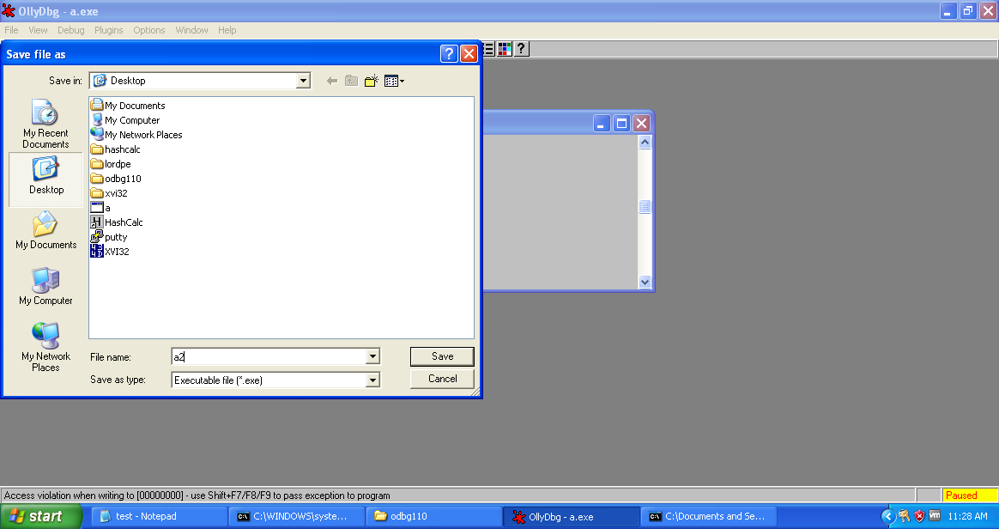 OllyDbg - a.exe
File View Debug Plugins Options Window Help
Save file as
Save in: Desktop
My Recent
Documents
Desktop
My Documents
My Computer
My Network
Places
My Documents
My Computer
My Network Places
hashcalc
lordpe
odbg110
xvi32
a
HashCalc
putty
XVI32
File name: a2 Save
Save as type: Executable file (*.exe) Cancel
Access violation when writing to [00000000] - use Shift+F7/F8/F9 to pass exception to program Paused
start test - Notepad C:\WINDOWS\syste... odbg110 OllyDbg - a.exe C:\Documents and Se... 11:28 AM